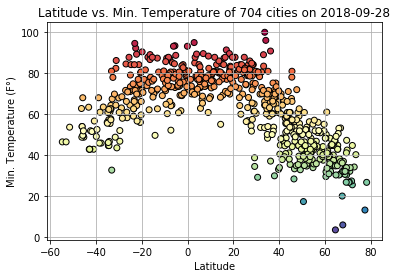 Latitude vs. Min. Temperature of 704 cities on 2018-09-28
100
80
60
40
20
0
Min. Temperature (F°)
−60 −40 −20 0 20 40 60 80
Latitude